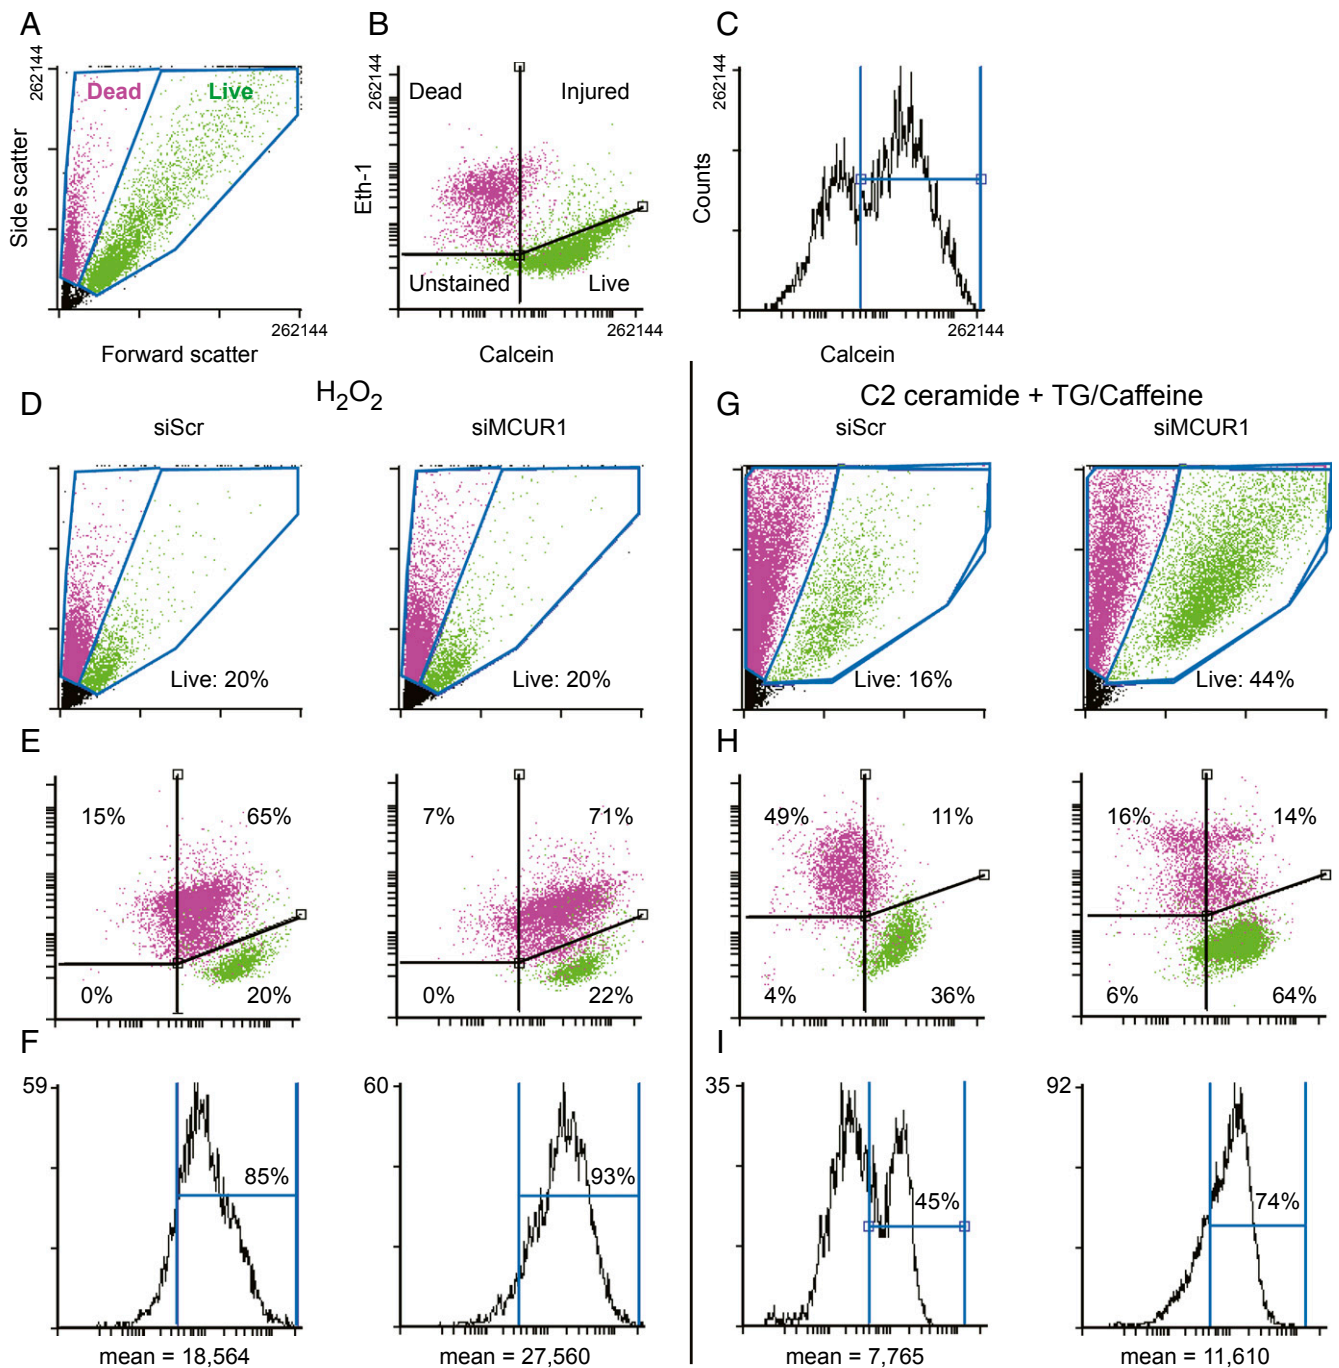 A
B
C
262144
262144
262144
Dead
Live
Dead
Injured
Unstained
Live
Side scatter
Eth-1
Counts
262144
262144
262144
Forward scatter
Calcein
Calcein
H2O2
C2 ceramide + TG/Caffeine
D
siScr
siMCUR1
G
siScr
siMCUR1
Live: 20%
Live: 20%
Live: 16%
Live: 44%
E
H
15%
65%
7%
71%
49%
11%
16%
14%
0%
20%
0%
22%
4%
36%
6%
64%
F
I
59
60
35
92
85%
93%
45%
74%
mean = 18,564
mean = 27,560
mean = 7,765
mean = 11,610